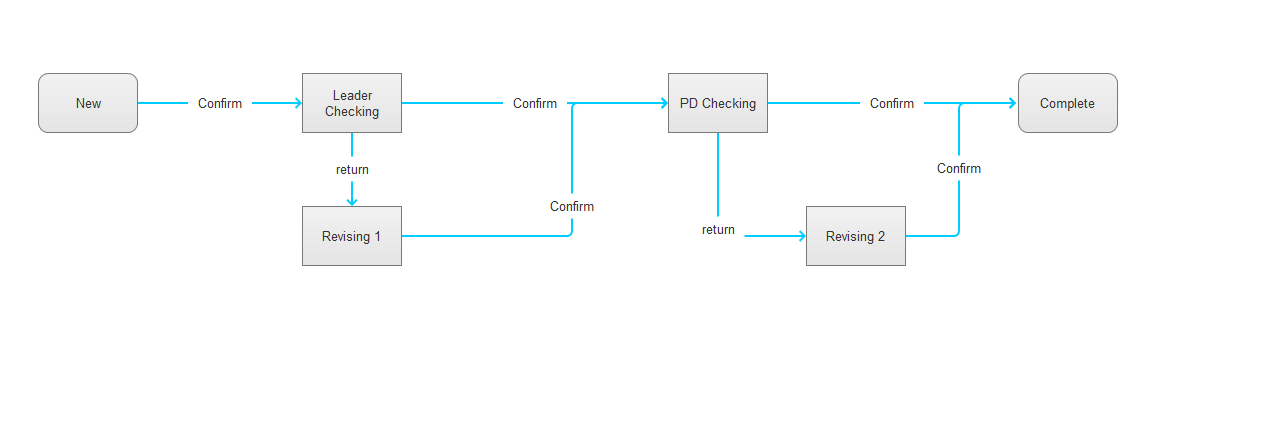 New
Confirm
Leader
Checking
Confirm
PD Checking
Confirm
Complete
return
Confirm
Confirm
return
Revising 1
Revising 2